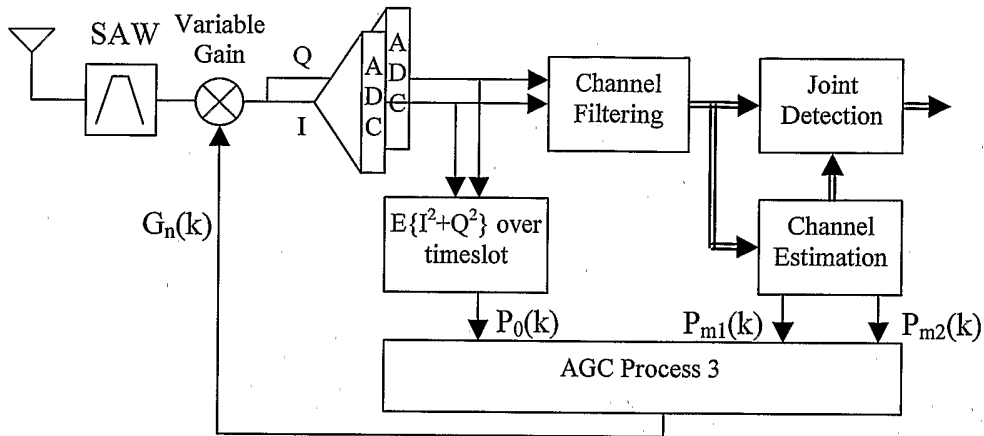 SAW
Variable
Gain
Q
I
A
D
C
A
D
C
Channel
Filtering
Joint
Detection
Gₙ(k)
E{I²+Q²} over
timeslot
Channel
Estimation
P₀(k)
Pₘ₁(k)
Pₘ₂(k)
AGC Process 3